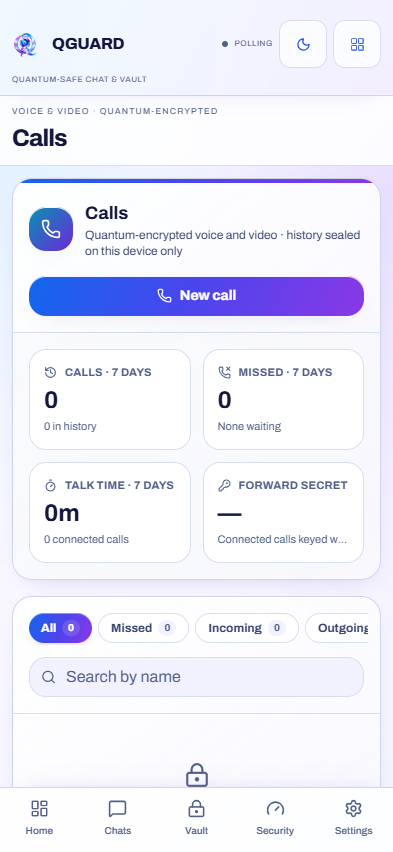 QGUARD
POLLING
QUANTUM-SAFE CHAT & VAULT
VOICE & VIDEO · QUANTUM-ENCRYPTED
Calls
Calls
Quantum-encrypted voice and video · history sealed
on this device only
New call
CALLS · 7 DAYS
0
0 in history
MISSED · 7 DAYS
0
None waiting
TALK TIME · 7 DAYS
0m
0 connected calls
FORWARD SECRET
—
Connected calls keyed w...
All 0
Missed 0
Incoming 0
Outgoing
Search by name
Home
Chats
Vault
Security
Settings